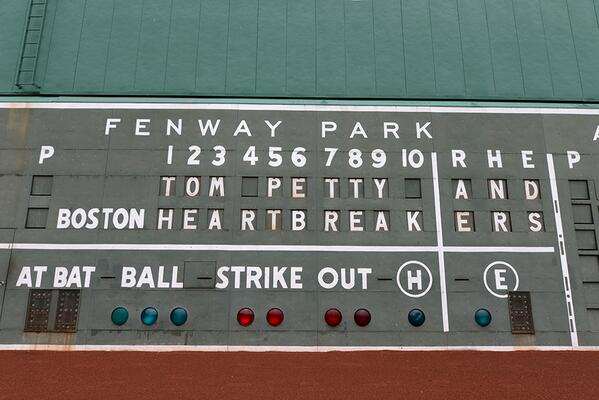 FENWAY PARK
P 1 2 3 4 5 6 7 8 9 10 R H E P
TOM PETTY AND
BOSTON HEARTBREAKERS
AT BAT BALL STRIKE OUT H E